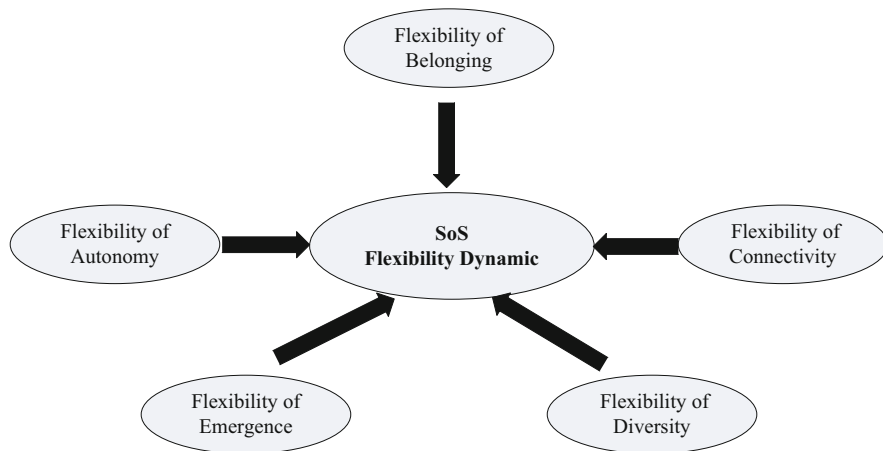 Flexibility of
Belonging
Flexibility of
Autonomy
SoS
Flexibility Dynamic
Flexibility of
Connectivity
Flexibility of
Emergence
Flexibility of
Diversity